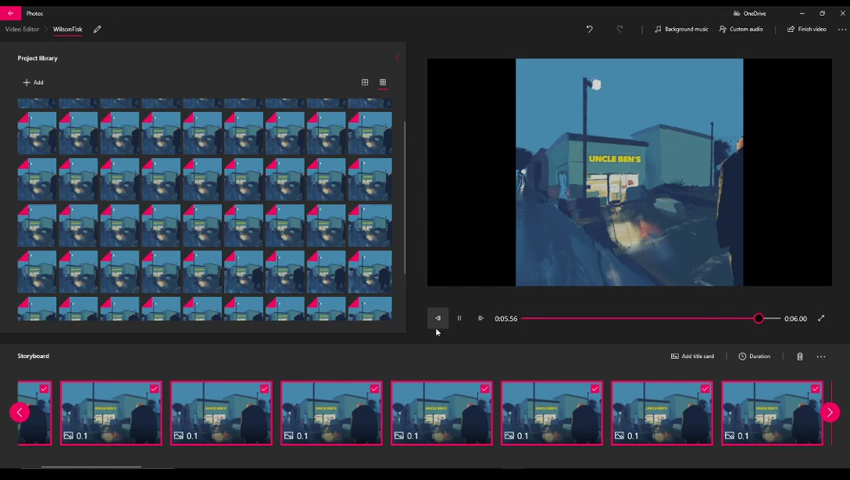 Photos
OneDrive
Video Editor
WilsonFisk
Background music
Custom audio
Finish video
Project library
Add
UNCLE BEN'S
0:05.56
0:06.00
Storyboard
Add title card
Duration
0.1
0.1
0.1
0.1
0.1
0.1
0.1